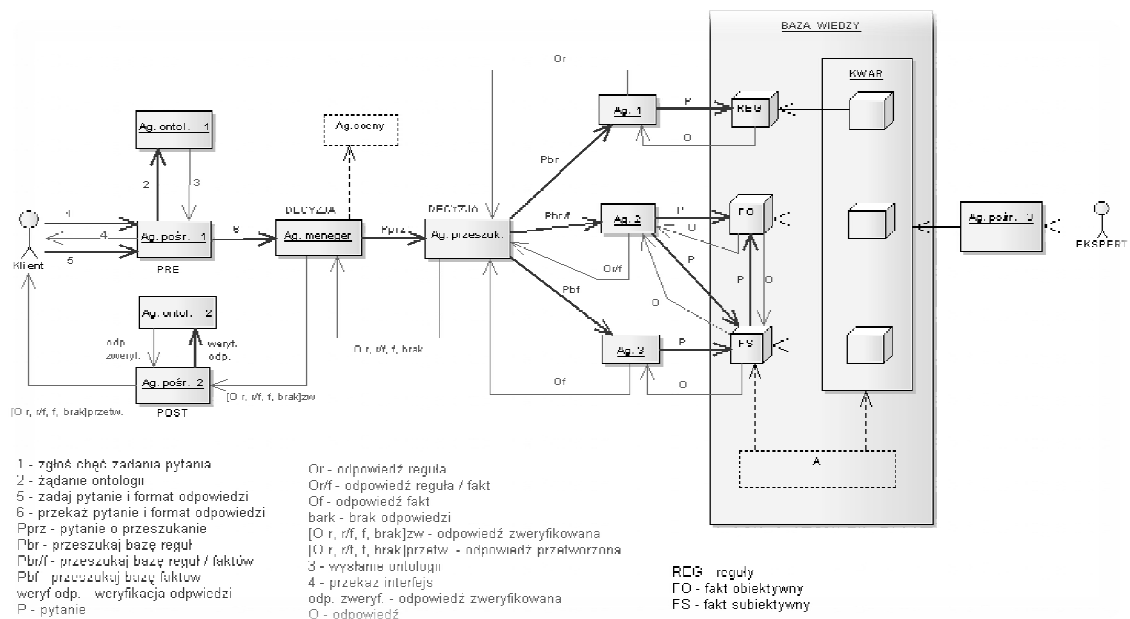 BAZA WIEDZY
KWAR
Or
Ag. 1
P
REG
O
Ag. ontol. 1
Ag. oceny
2
3
Pbr
DECYZJA
DECYZJA
1
4
5
Ag. pośr. 1
6
Ag. meneger
Pprz
Ag. przeszuk.
Pbr/f
Ag. 2
P
FO
O
Ag. pośr. 3
Klient
PRE
EKSPERT
Or/f
Pbf
P
O
P
O
Ag. ontol. 2
odp. zweryf.
weryf. odp.
O r, r/f, f, brak
Ag. 3
P
FS
Of
O
Ag. pośr. 2
[O r, r/f, f, brak]zw
[O r, r/f, f, brak]przetw.
POST
A
1 - zgłoś chęć zadania pytania
2 - żądanie ontologii
5 - zadaj pytanie i format odpowiedzi
6 - przekaż pytanie i format odpowiedzi
Pprz - pytanie o przeszukanie
Pbr - przeszukaj bazę reguł
Pbr/f - przeszukaj bazę reguł / faktów
Pbf - przeszukuj bazę faktów
weryf odp. - weryfikacja odpwiedzi
P - pytanie
Or - odpowiedź reguła
Or/f - odpowiedź reguła / fakt
Of - odpowiedź fakt
bark - brak odpowiedzi
[O r, r/f, f, brak]zw - odpowiedź zweryfikowana
[O r, r/f, f, brak]przetw. - odpowiedź przetworzona
3 - wysłanie ontologii
4 - przekaz interfejs
odp. zweryf. - odpowiedź zweryfikowana
O - odpowiedź
REG - reguły
FO - fakt obiektywny
FS - fakt subiektywny